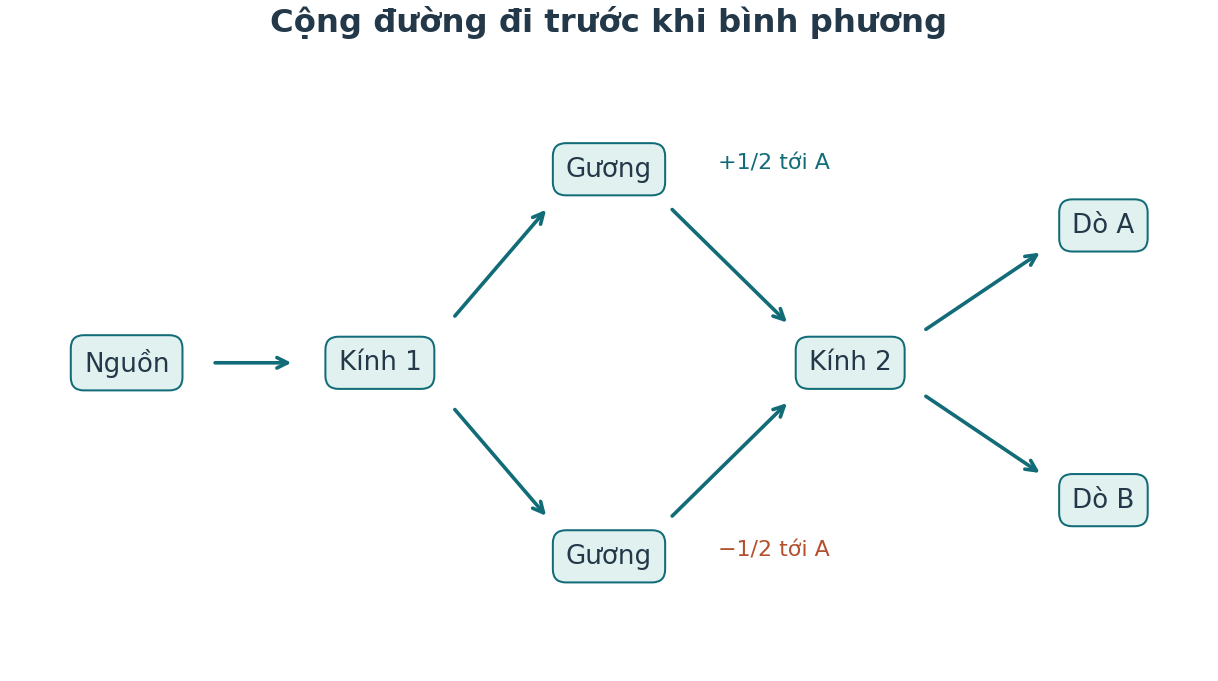 Cộng đường đi trước khi bình phương
Gương
+1/2 tới A
Dò A
Nguồn
Kính 1
Kính 2
Dò B
Gương
−1/2 tới A